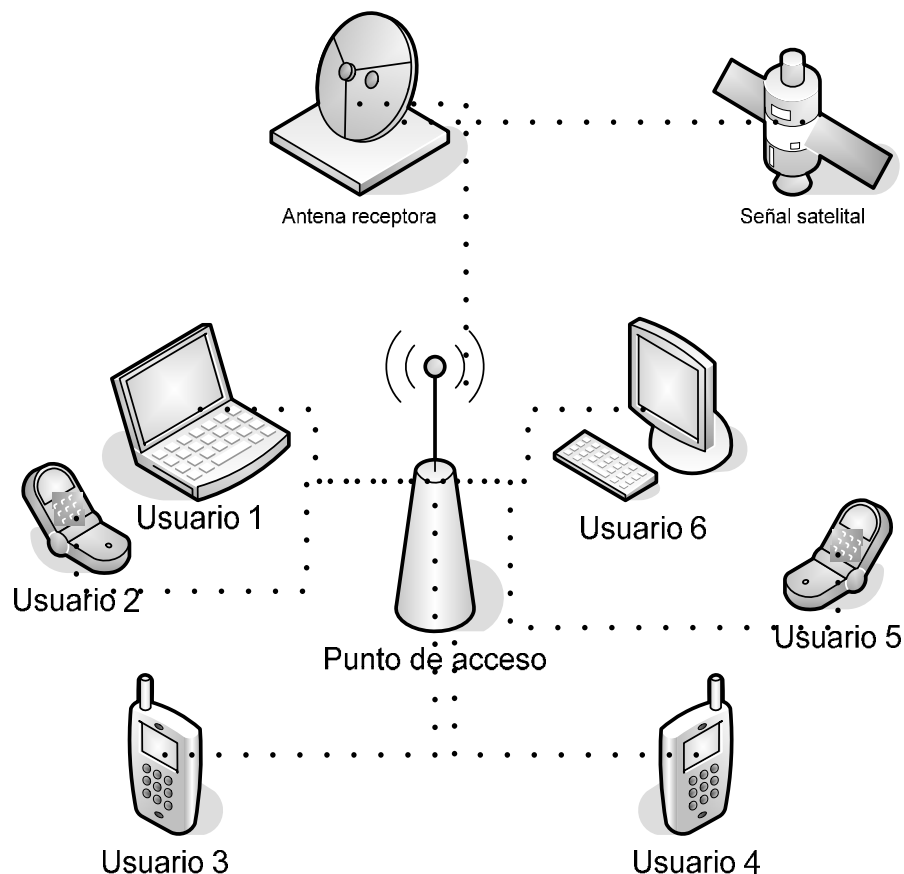 Antena receptora
Señal satelital
Usuario 1
Usuario 6
Usuario 2
Usuario 5
Punto de acceso
Usuario 3
Usuario 4